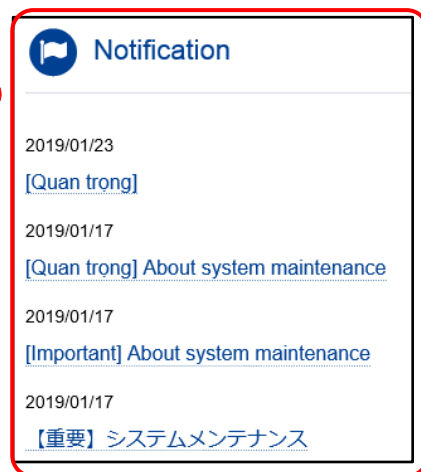 Notification
2019/01/23
[Quan trọng]
2019/01/17
[Quan trọng] About system maintenance
2019/01/17
[Important] About system maintenance
2019/01/17
【重要】システムメンテナンス